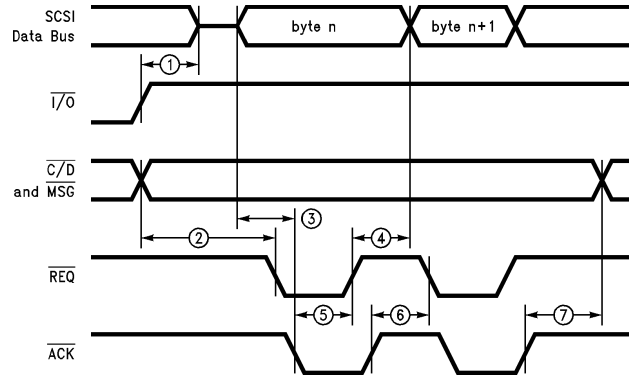 SCSI
Data Bus
byte n
byte n+1
1
I/O
C/D
and MSG
2
3
4
REQ
5
6
7
ACK